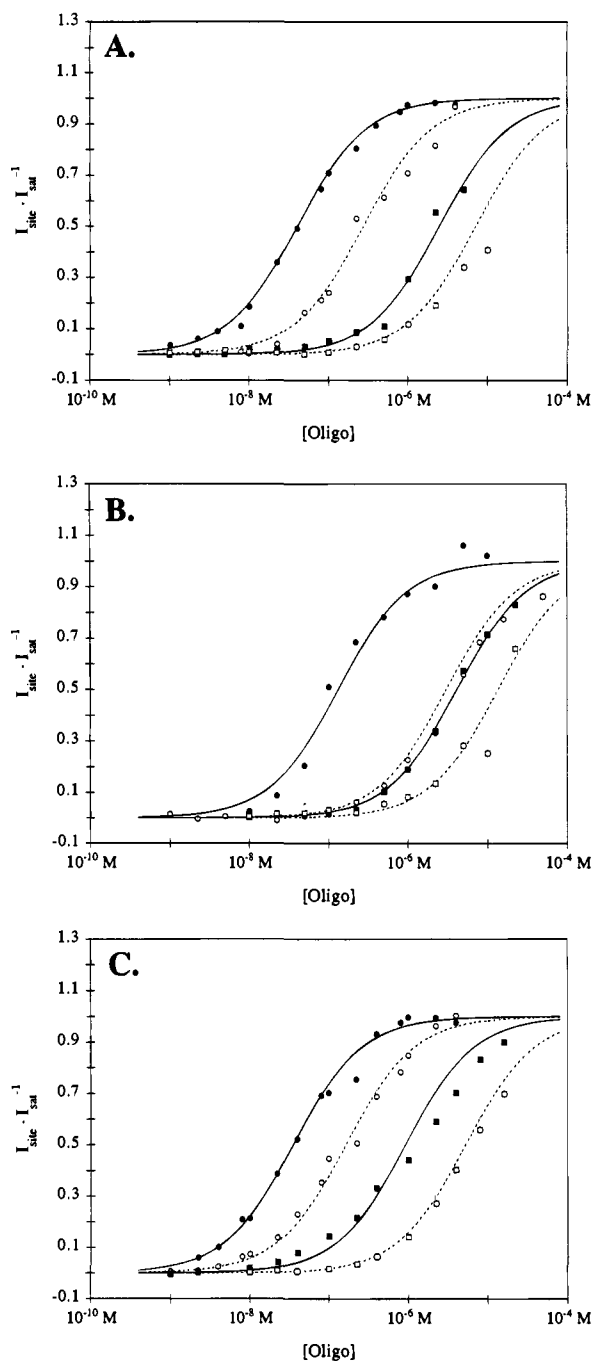 A.
1.3
1.1
0.9
0.7
0.5
0.3
0.1
-0.1
I_site · I_sat^-1
10^-10 M
10^-8 M
10^-6 M
10^-4 M
[Oligo]
B.
1.3
1.1
0.9
0.7
0.5
0.3
0.1
-0.1
I_site · I_sat^-1
10^-10 M
10^-8 M
10^-6 M
10^-4 M
[Oligo]
C.
1.3
1.1
0.9
0.7
0.5
0.3
0.1
-0.1
I_site · I_sat^-1
10^-10 M
10^-8 M
10^-6 M
10^-4 M
[Oligo]